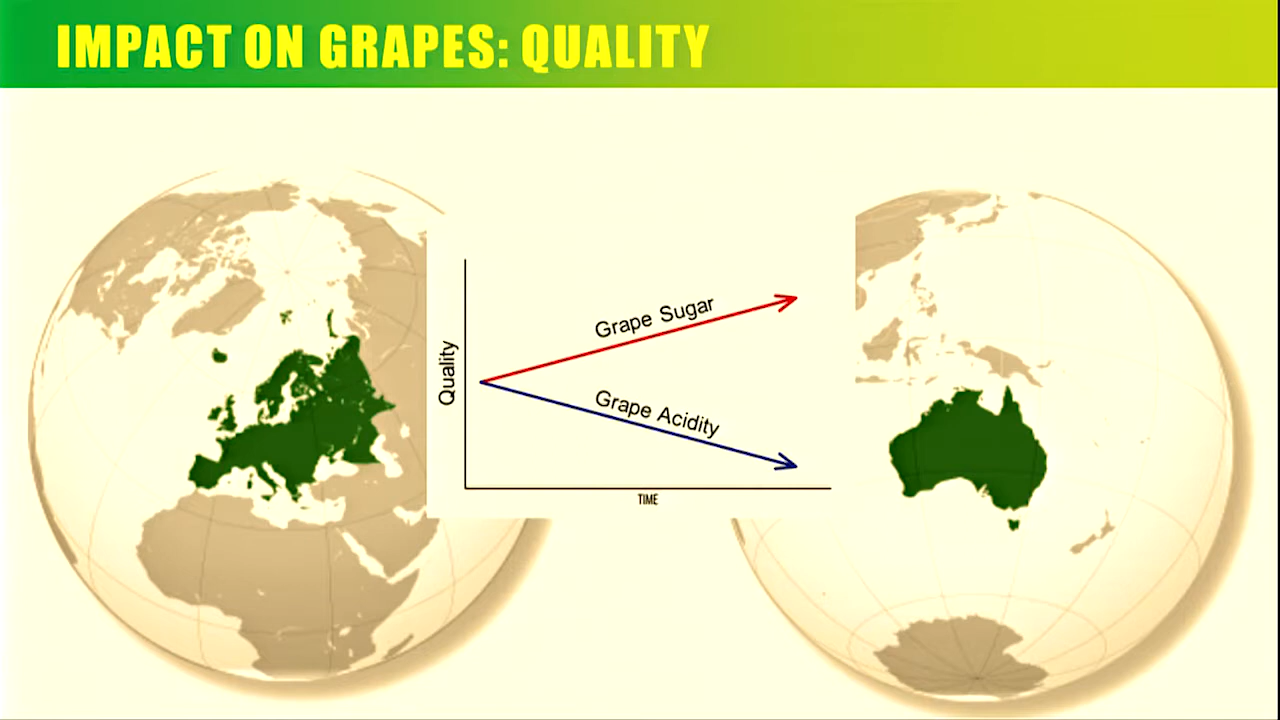 IMPACT ON GRAPES: QUALITY
Quality
Grape Sugar
Grape Acidity
TIME